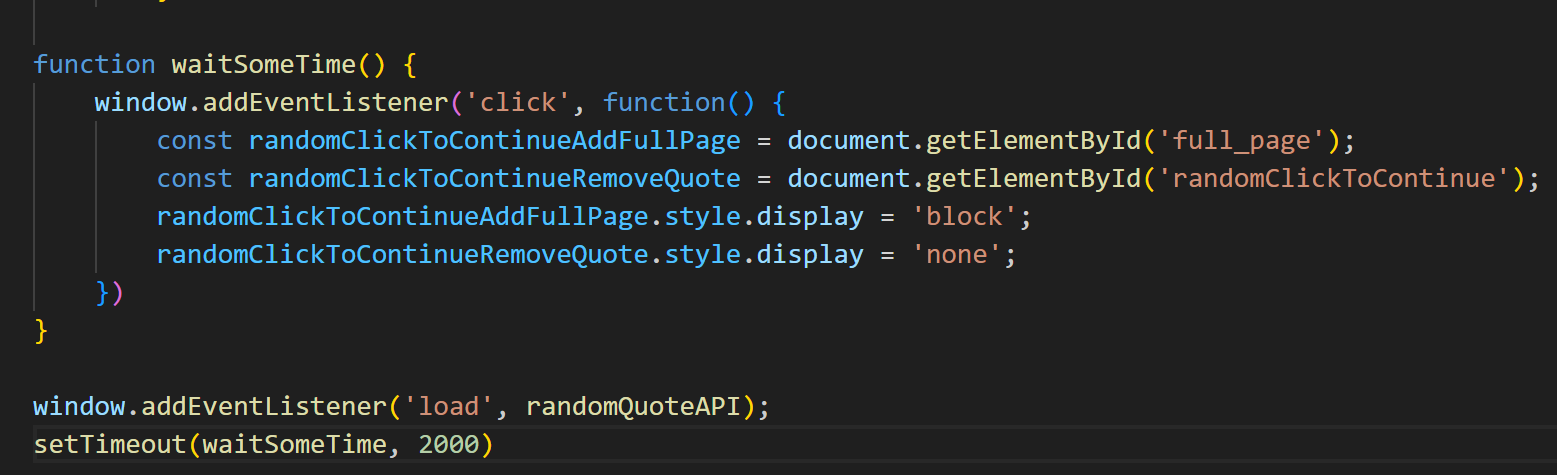 function waitSomeTime() {
    window.addEventListener('click', function() {
        const randomClickToContinueAddFullPage = document.getElementById('full_page');
        const randomClickToContinueRemoveQuote = document.getElementById('randomClickToContinue');
        randomClickToContinueAddFullPage.style.display = 'block';
        randomClickToContinueRemoveQuote.style.display = 'none';
    })
}
window.addEventListener('load', randomQuoteAPI);
setTimeout(waitSomeTime, 2000)